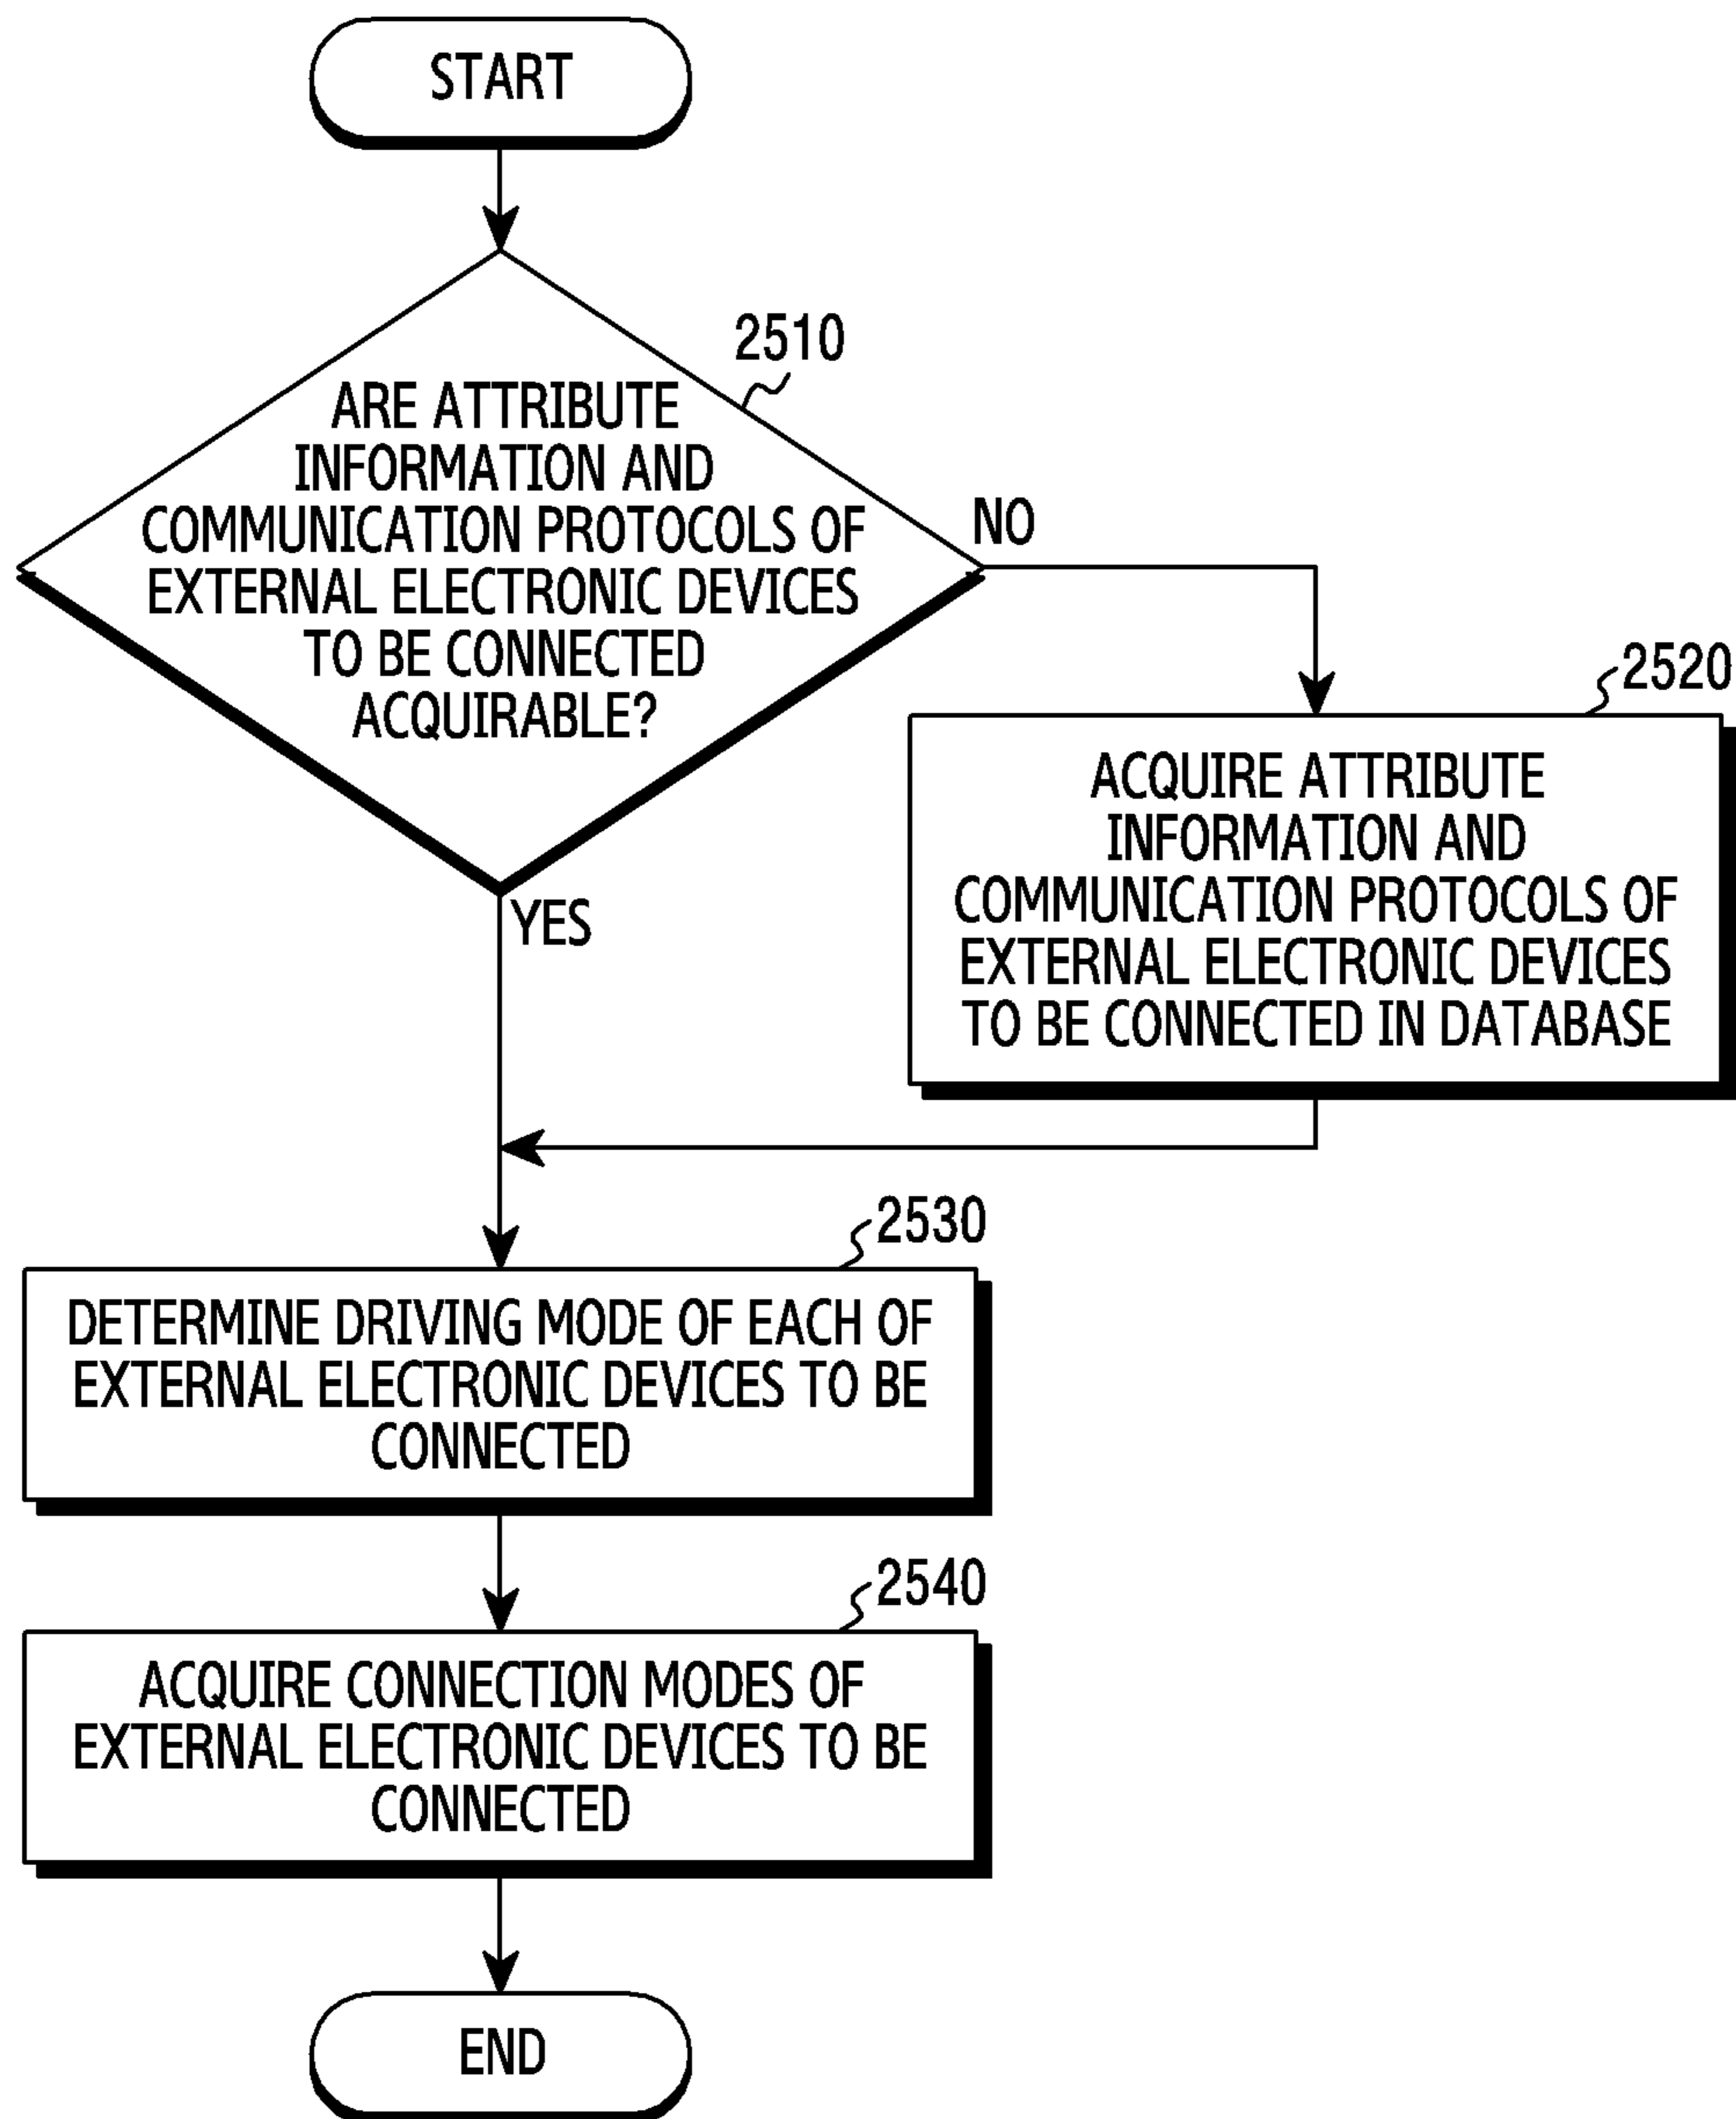 START
2510
ARE ATTRIBUTE
INFORMATION AND
COMMUNICATION PROTOCOLS OF
EXTERNAL ELECTRONIC DEVICES
TO BE CONNECTED
ACQUIRABLE?
NO
YES
2520
ACQUIRE ATTRIBUTE
INFORMATION AND
COMMUNICATION PROTOCOLS OF
EXTERNAL ELECTRONIC DEVICES
TO BE CONNECTED IN DATABASE
2530
DETERMINE DRIVING MODE OF EACH OF
EXTERNAL ELECTRONIC DEVICES TO BE
CONNECTED
2540
ACQUIRE CONNECTION MODES OF
EXTERNAL ELECTRONIC DEVICES TO BE
CONNECTED
END